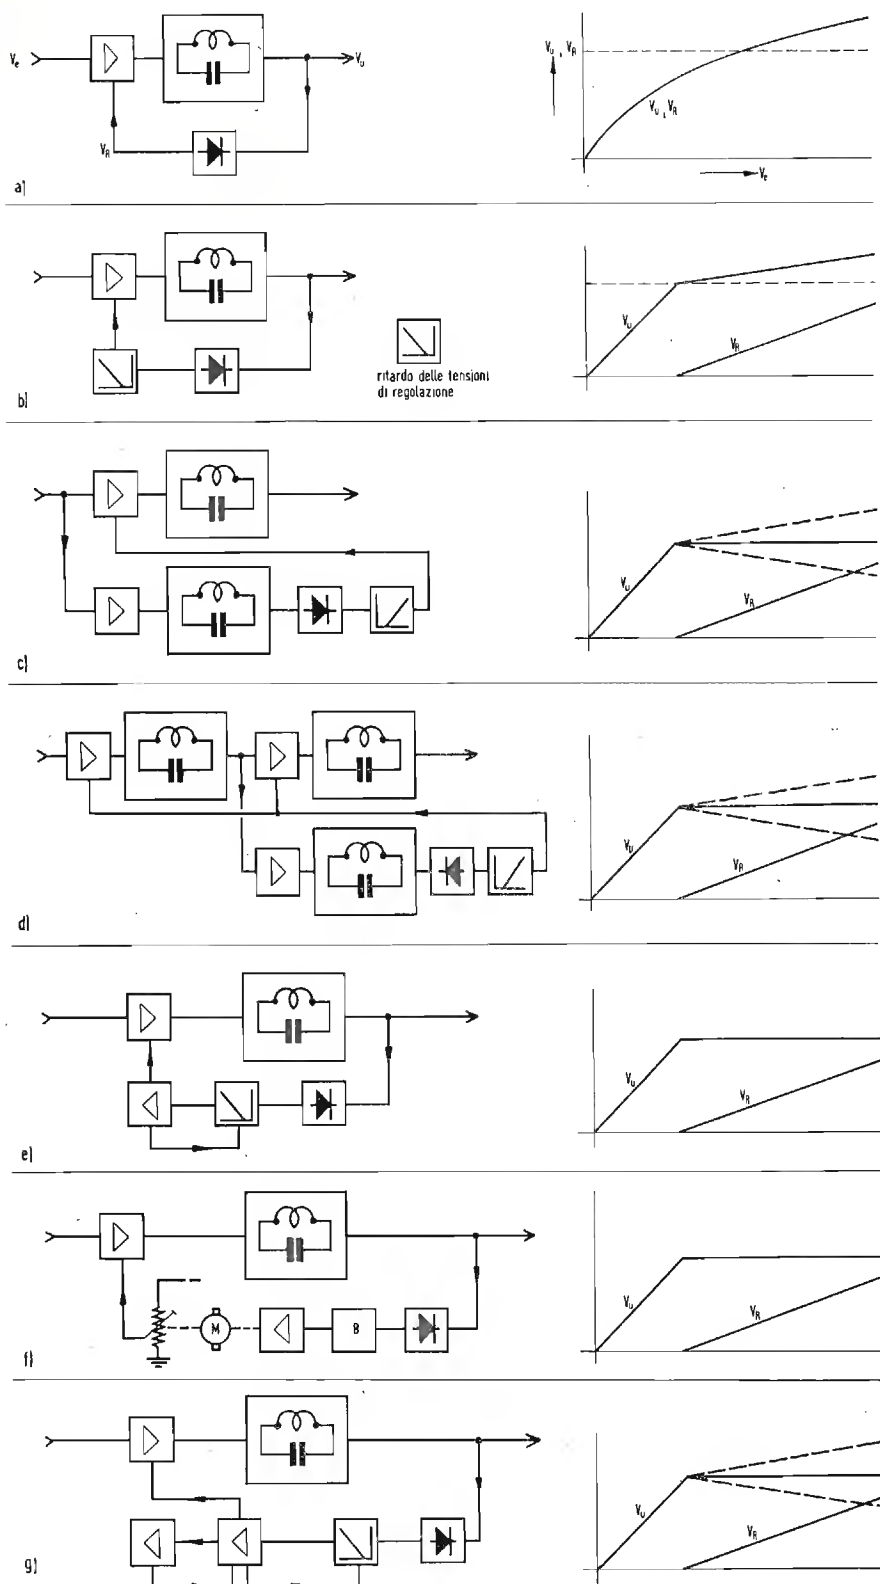 Ve
Vu
VR
a)
Vu, VR
Vu, VR
Ve
b)
ritardo delle tensioni
di regolazione
Vu
VR
c)
Vu
VR
d)
Vu
VR
e)
Vu
VR
M
B
f)
Vu
VR
g)
Vu
VR